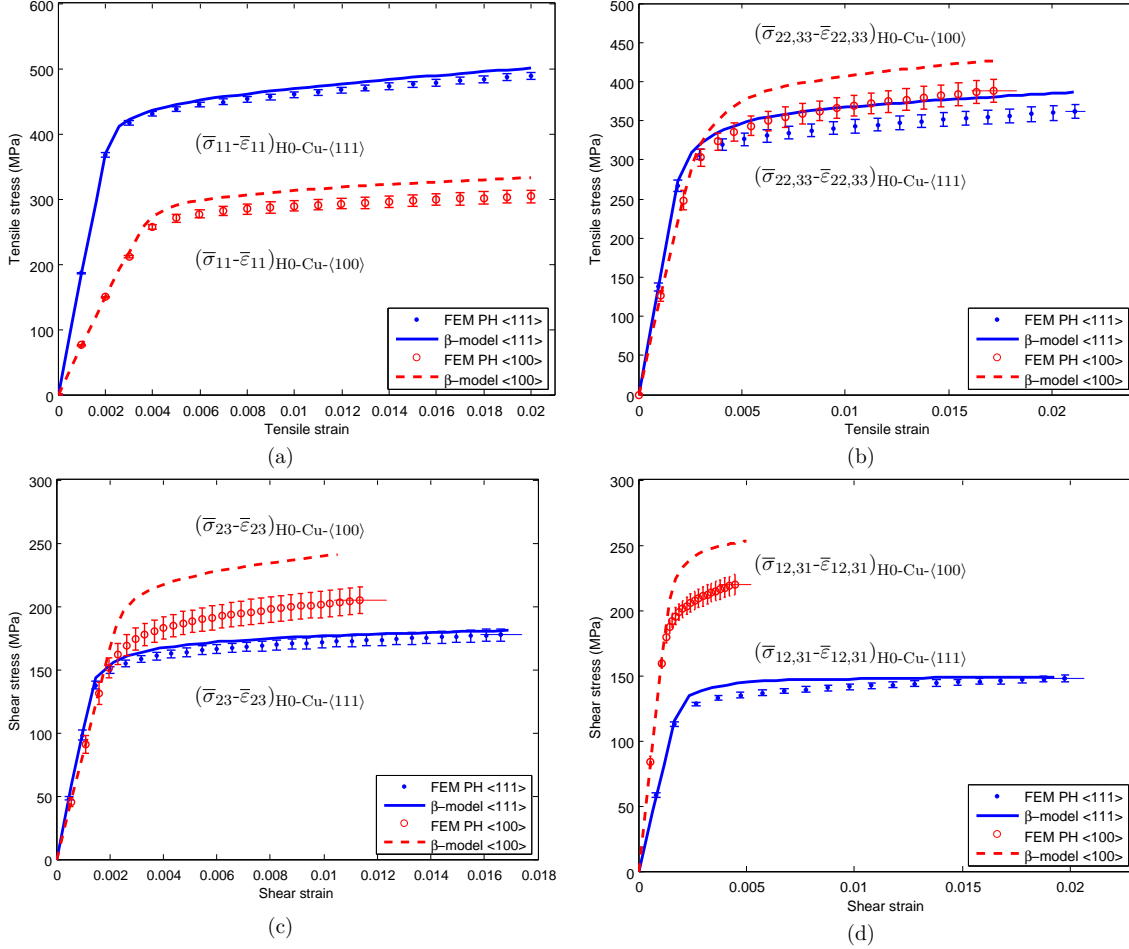 600
500
400
300
200
100
0
0
0.002
0.004
0.006
0.008
0.01
0.012
0.014
0.016
0.018
0.02
Tensile stress (MPa)
Tensile strain
(σ̅₁₁-ε̅₁₁)H0-Cu-⟨111⟩
(σ̅₁₁-ε̅₁₁)H0-Cu-⟨100⟩
FEM PH <111>
β−model <111>
FEM PH <100>
β−model <100>
(a)
500
450
400
350
300
250
200
150
100
50
0
0
0.005
0.01
0.015
0.02
Tensile stress (MPa)
Tensile strain
(σ̅₂₂,₃₃-ε̅₂₂,₃₃)H0-Cu-⟨100⟩
(σ̅₂₂,₃₃-ε̅₂₂,₃₃)H0-Cu-⟨111⟩
FEM PH <111>
β−model <111>
FEM PH <100>
β−model <100>
(b)
300
250
200
150
100
50
0
0
0.002
0.004
0.006
0.008
0.01
0.012
0.014
0.016
0.018
Shear stress (MPa)
Shear strain
(σ̅₂₃-ε̅₂₃)H0-Cu-⟨100⟩
(σ̅₂₃-ε̅₂₃)H0-Cu-⟨111⟩
FEM PH <111>
β−model <111>
FEM PH <100>
β−model <100>
(c)
300
250
200
150
100
50
0
0
0.005
0.01
0.015
0.02
Shear stress (MPa)
Shear strain
(σ̅₁₂,₃₁-ε̅₁₂,₃₁)H0-Cu-⟨100⟩
(σ̅₁₂,₃₁-ε̅₁₂,₃₁)H0-Cu-⟨111⟩
FEM PH <111>
β−model <111>
FEM PH <100>
β−model <100>
(d)